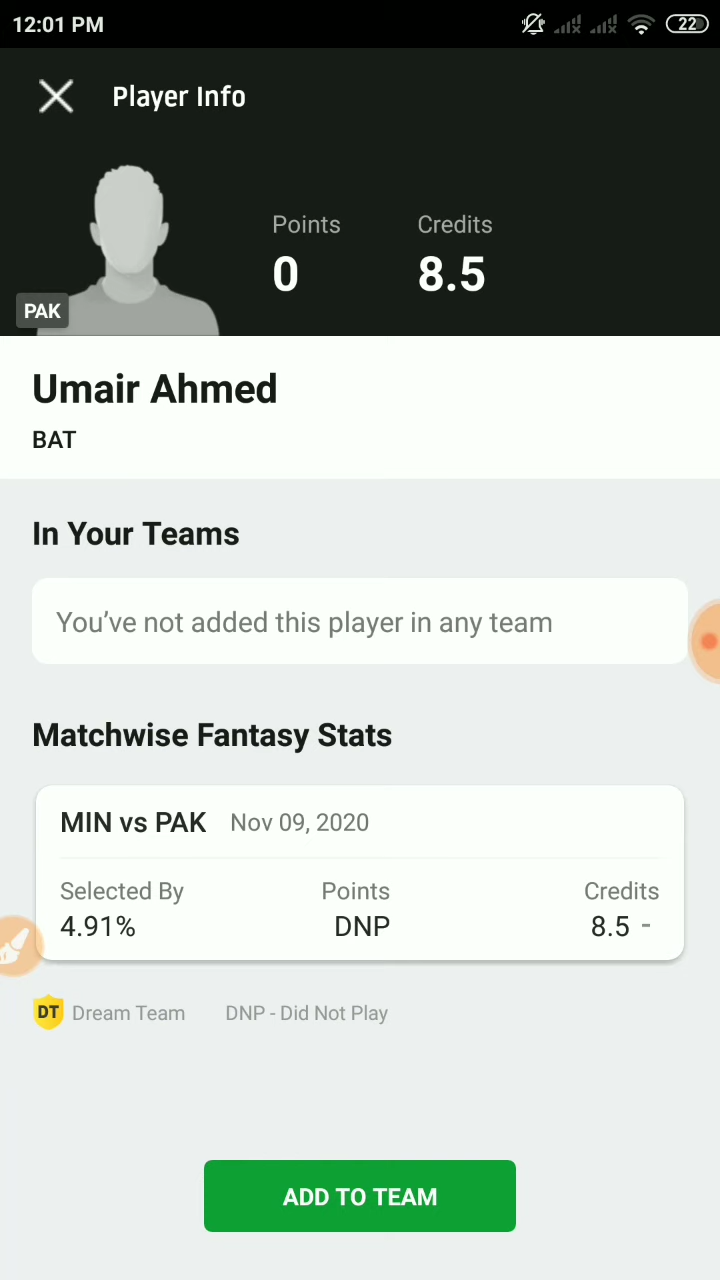 12:01 PM
22
Player Info
Points
Credits
0
8.5
PAK
Umair Ahmed
BAT
In Your Teams
You’ve not added this player in any team
Matchwise Fantasy Stats
MIN vs PAK Nov 09, 2020
Selected By Points Credits
4.91% DNP 8.5 -
DT Dream Team DNP - Did Not Play
ADD TO TEAM